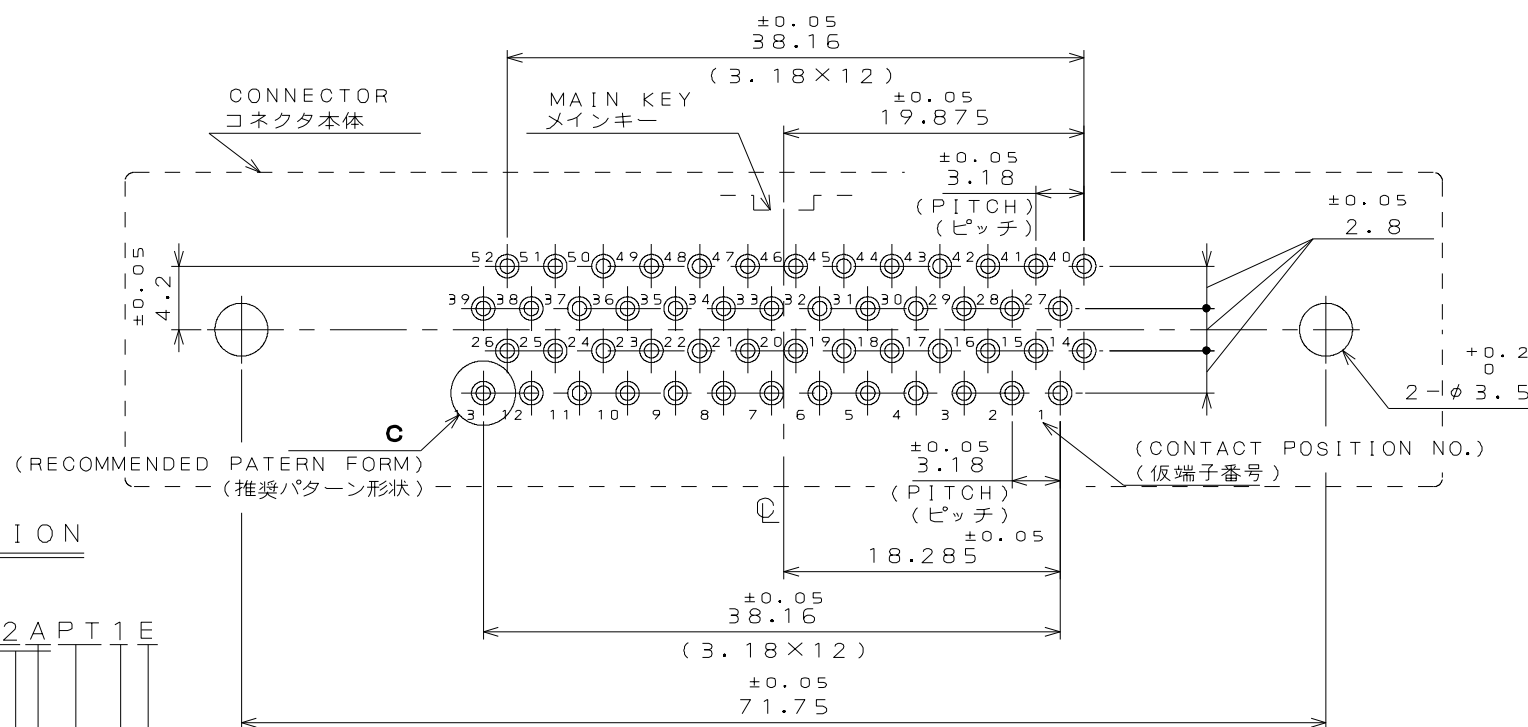 ±0.05
38.16
(3.18×12)
CONNECTOR
コネクタ本体
MAIN KEY
メインキー
±0.05
19.875
±0.05
3.18
(PITCH)
(ピッチ)
±0.05
2.8
±0.05
4.2
52 51 50 49 48 47 46 45 44 43 42 41 40
39 38 37 36 35 34 33 32 31 30 29 28 27
26 25 24 23 22 21 20 19 18 17 16 15 14
13 12 11 10 9 8 7 6 5 4 3 2 1
+0.2
0
2-φ3.5
C
(RECOMMENDED PATERN FORM)
(推奨パターン形状)
±0.05
3.18
(PITCH)
(ピッチ)
(CONTACT POSITION NO.)
(仮端子番号)
℄
±0.05
18.285
ION
±0.05
38.16
(3.18×12)
2APT1E
±0.05
71.75